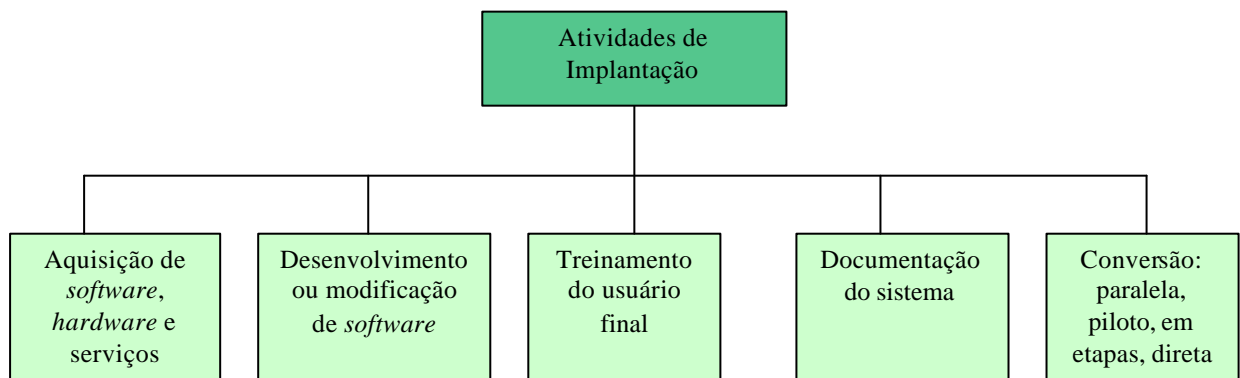 Atividades de
Implantação
Aquisição de
software,
hardware e
serviços
Desenvolvimento
ou modificação
de software
Treinamento
do usuário
final
Documentação
do sistema
Conversão:
paralela,
piloto, em
etapas, direta